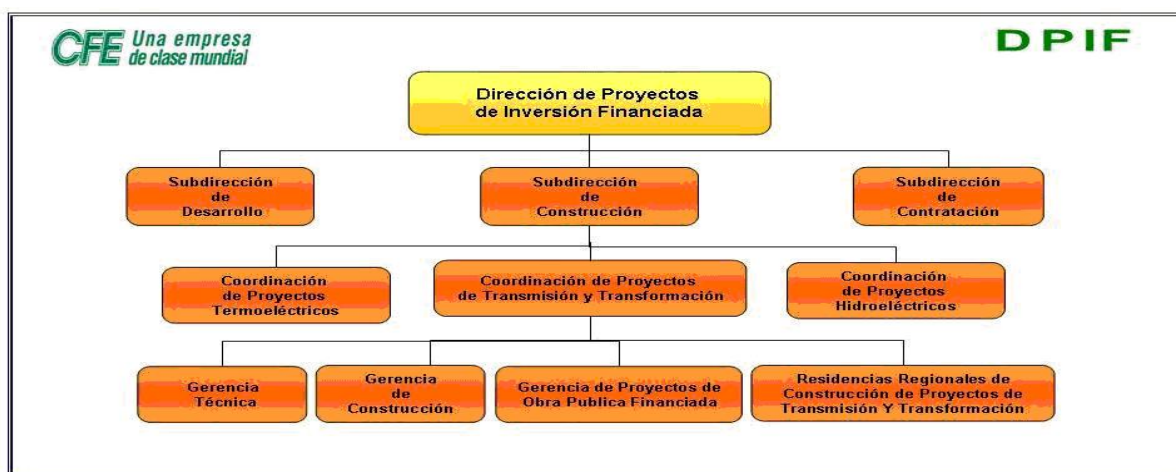 CFE Una empresa
de clase mundial
DPIF
Dirección de Proyectos
de Inversión Financiada
Subdirección
de
Desarrollo
Subdirección
de
Construcción
Subdirección
de
Contratación
Coordinación
de Proyectos
Termoeléctricos
Coordinación de Proyectos
de Transmisión y Transformación
Coordinación
de Proyectos
Hidroeléctricos
Gerencia
Técnica
Gerencia
de
Construcción
Gerencia de Proyectos de
Obra Publica Financiada
Residencias Regionales de
Construcción de Proyectos de
Transmisión Y Transformación